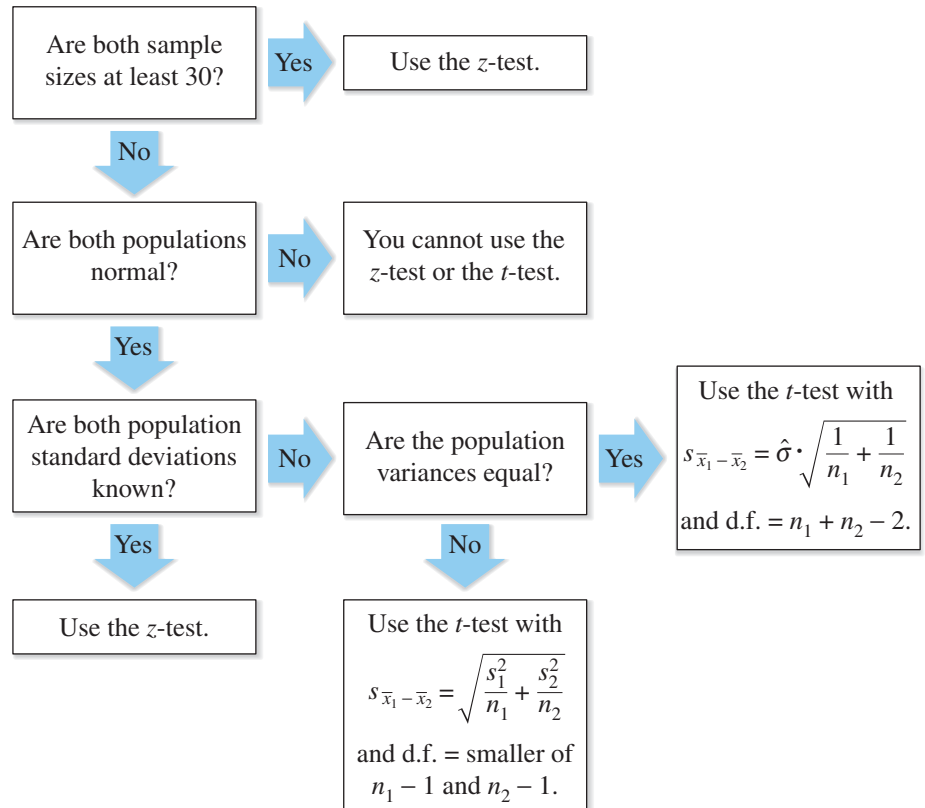 Are both sample
sizes at least 30?
Yes
Use the z-test.
No
Are both populations
normal?
No
You cannot use the
z-test or the t-test.
Yes
Are both population
standard deviations
known?
No
Are the population
variances equal?
Yes
Use the t-test with
s x̄₁ − x̄₂ = σ̂ · √(1/n₁ + 1/n₂)
and d.f. = n₁ + n₂ − 2.
Yes
Use the z-test.
No
Use the t-test with
s x̄₁ − x̄₂ = √(s₁²/n₁ + s₂²/n₂)
and d.f. = smaller of
n₁ − 1 and n₂ − 1.